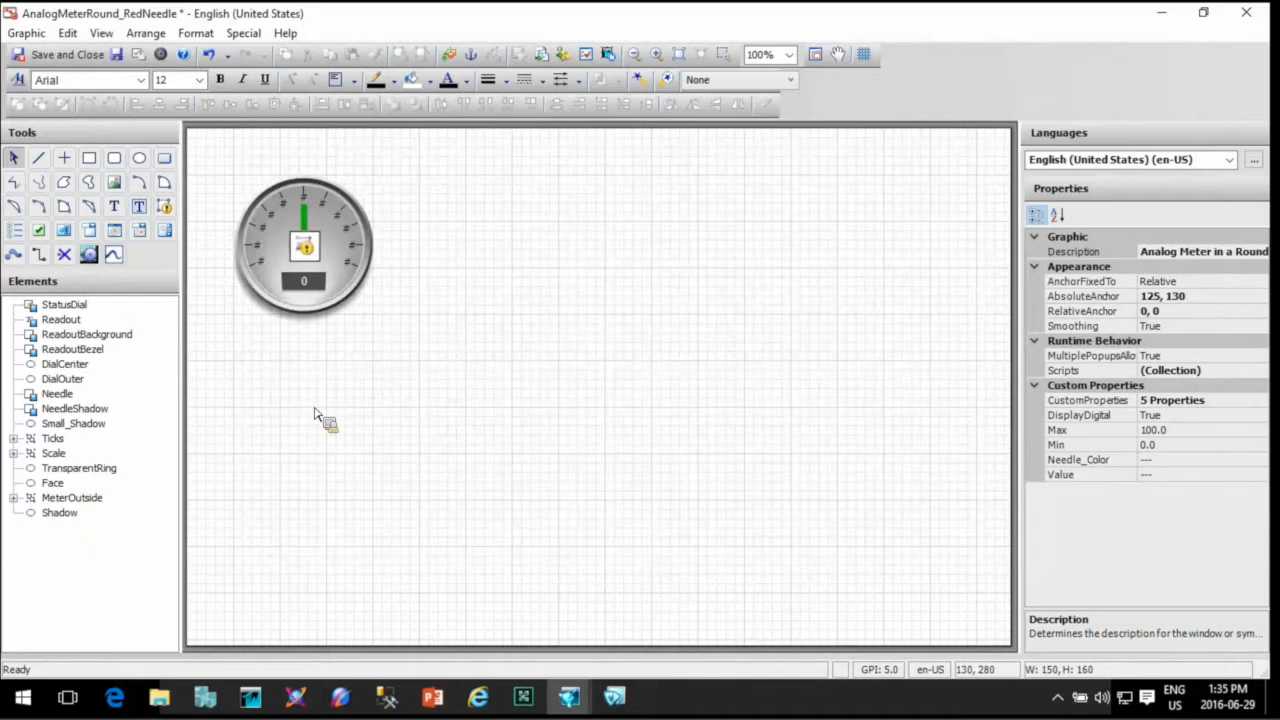 AnalogMeterRound_RedNeedle * - English (United States)
Graphic Edit View Arrange Format Special Help
Save and Close 100%
Arial 12 B I U A None
Tools
T T
Elements
StatusDial
Readout
ReadoutBackground
ReadoutBezel
DialCenter
DialOuter
Needle
NeedleShadow
Small_Shadow
Ticks
Scale
TransparentRing
Face
MeterOutside
Shadow
# # # # # # # # # # #
0
Languages
English (United States) (en-US) ...
Properties
Graphic
Description Analog Meter in a Round
Appearance
AnchorFixedTo Relative
AbsoluteAnchor 125, 130
RelativeAnchor 0, 0
Smoothing True
Runtime Behavior
MultiplePopupsAllo True
Scripts (Collection)
Custom Properties
CustomProperties 5 Properties
DisplayDigital True
Max 100.0
Min 0.0
Needle_Color ---
Value ---
Description
Determines the description for the window or sym...
Ready GPI: 5.0 en-US 130, 280 W: 150, H: 160
ENG 1:35 PM
US 2016-06-29